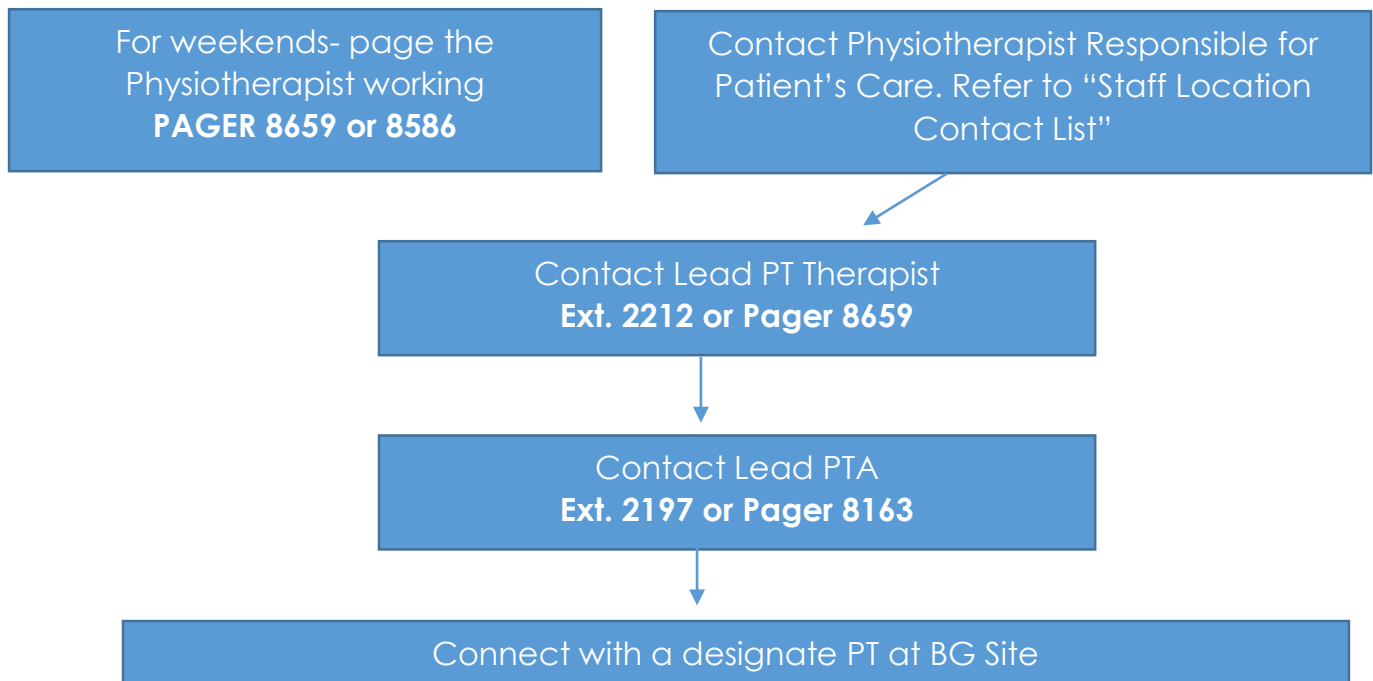 For weekends- page the
Physiotherapist working
PAGER 8659 or 8586
Contact Physiotherapist Responsible for
Patient’s Care. Refer to “Staff Location
Contact List”
Contact Lead PT Therapist
Ext. 2212 or Pager 8659
Contact Lead PTA
Ext. 2197 or Pager 8163
Connect with a designate PT at BG Site